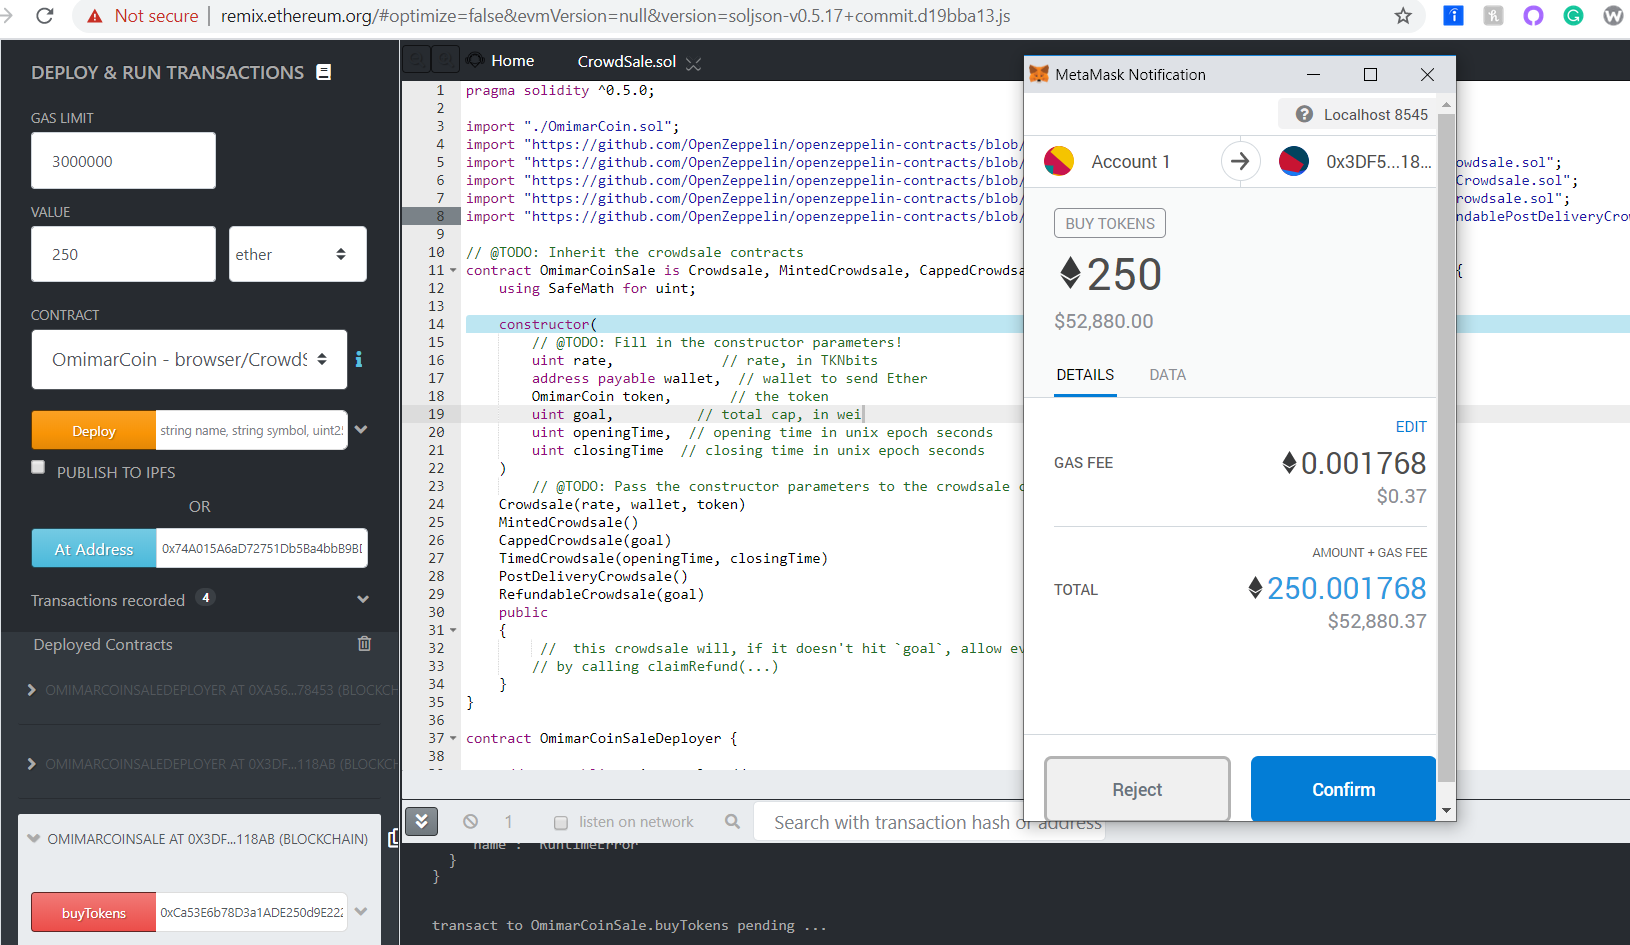 Not secure | remix.ethereum.org/#optimize=false&evmVersion=null&version=soljson-v0.5.17+commit.d19bba13.js
DEPLOY & RUN TRANSACTIONS
GAS LIMIT
3000000
VALUE
250
ether
CONTRACT
OmimarCoin - browser/CrowdS
i
Deploy
string name, string symbol, uint2
PUBLISH TO IPFS
OR
At Address
0x74A015A6aD72751Db5Ba4bbB9B
Transactions recorded 4
Deployed Contracts
OMIMARCOINSALEDEPLOYER AT 0XA56...78453 (BLOCKCH
OMIMARCOINSALEDEPLOYER AT 0X3DF...118AB (BLOCKCH
OMIMARCOINSALE AT 0X3DF...118AB (BLOCKCHAIN)
buyTokens
0xCa53E6b78D3a1ADE250d9E222
Home
CrowdSale.sol
1 pragma solidity ^0.5.0;
2
3 import "./OmimarCoin.sol";
4 import "https://github.com/OpenZeppelin/openzeppelin-contracts/blob/
5 import "https://github.com/OpenZeppelin/openzeppelin-contracts/blob/ owdsale.sol";
6 import "https://github.com/OpenZeppelin/openzeppelin-contracts/blob/ Crowdsale.sol";
7 import "https://github.com/OpenZeppelin/openzeppelin-contracts/blob/ rowdsale.sol";
8 import "https://github.com/OpenZeppelin/openzeppelin-contracts/blob/ ndablePostDeliveryCro
9
10 // @TODO: Inherit the crowdsale contracts
11 contract OmimarCoinSale is Crowdsale, MintedCrowdsale, CappedCrowdsa {
12 using SafeMath for uint;
13
14 constructor(
15 // @TODO: Fill in the constructor parameters!
16 uint rate, // rate, in TKNbits
17 address payable wallet, // wallet to send Ether
18 OmimarCoin token, // the token
19 uint goal, // total cap, in wei
20 uint openingTime, // opening time in unix epoch seconds
21 uint closingTime // closing time in unix epoch seconds
22 )
23 // @TODO: Pass the constructor parameters to the crowdsale c
24 Crowdsale(rate, wallet, token)
25 MintedCrowdsale()
26 CappedCrowdsale(goal)
27 TimedCrowdsale(openingTime, closingTime)
28 PostDeliveryCrowdsale()
29 RefundableCrowdsale(goal)
30 public
31 {
32 // this crowdsale will, if it doesn't hit `goal`, allow ev
33 // by calling claimRefund(...)
34 }
35 }
36
37 contract OmimarCoinSaleDeployer {
38
1
listen on network
Search with transaction hash or address
name : RuntimeError
}
}
transact to OmimarCoinSale.buyTokens pending ...
MetaMask Notification
? Localhost 8545
Account 1
0x3DF5...18...
BUY TOKENS
250
$52,880.00
DETAILS
DATA
EDIT
GAS FEE
0.001768
$0.37
AMOUNT + GAS FEE
TOTAL
250.001768
$52,880.37
Reject
Confirm